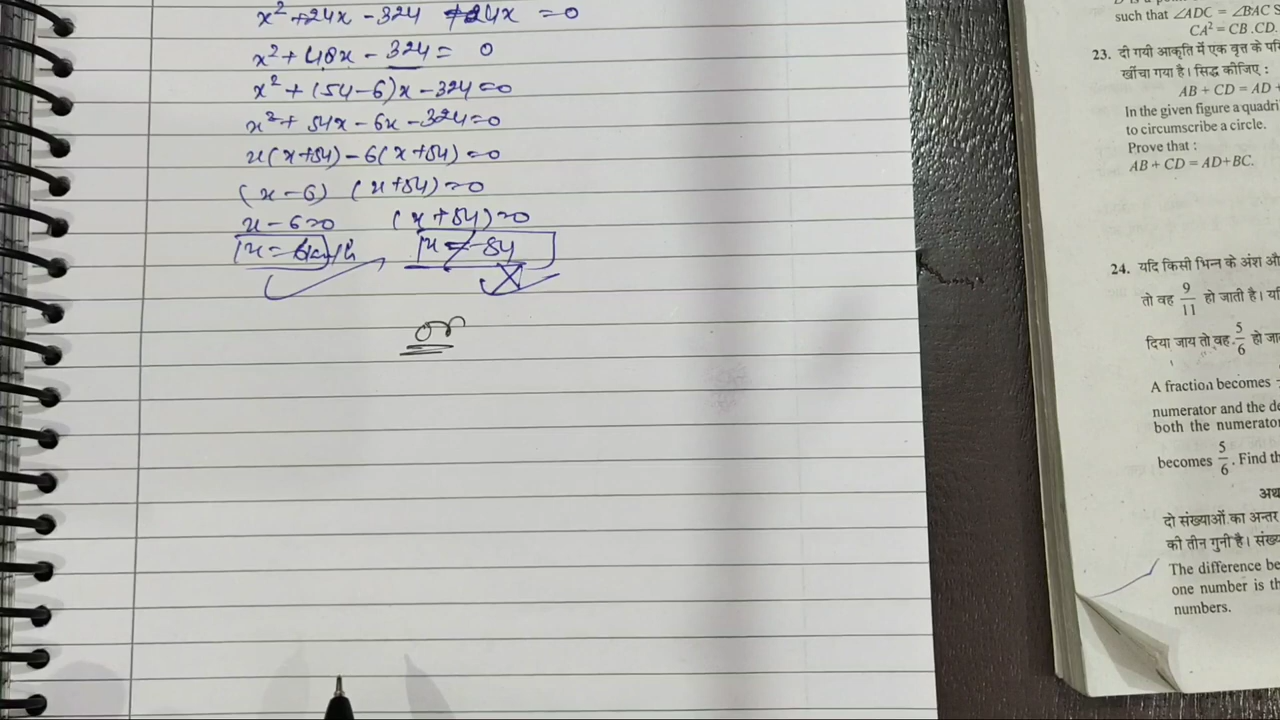 x² + 24x - 324 + 24x = 0
x² + 48x - 324 = 0
x² + (54-6)x - 324 = 0
x² + 54x - 6x - 324 = 0
x(x+54) - 6(x+54) = 0
(x-6) (x+54) = 0
x - 6 = 0 (x+54) = 0
x = 6km/h x ≠ -54
or
such that ∠ADC = ∠BAC S
CA² = CB.CD.
23. दी गयी आकृति में एक वृत्त के परि
खींचा गया है। सिद्ध कीजिए :
AB + CD = AD +
In the given figure a quadri
to circumscribe a circle.
Prove that :
AB + CD = AD+BC.
24. यदि किसी भिन्न के अंश औ
तो वह 9/11 हो जाती है। यदि
दिया जाय तो वह 5/6 हो जा
A fraction becomes
numerator and the de
both the numerator
becomes 5/6. Find th
अथ
दो संख्याओं का अन्तर
की तीन गुनी है। संख्य
The difference be
one number is th
numbers.